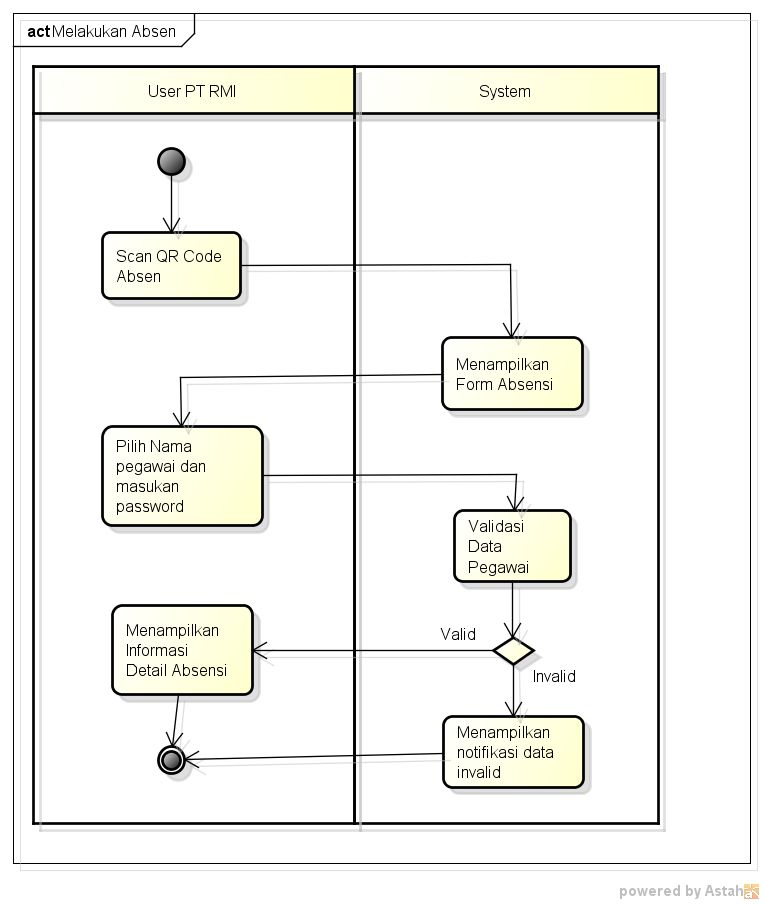 act Melakukan Absen
User PT RMI
System
Scan QR Code
Absen
Menampilkan
Form Absensi
Pilih Nama
pegawai dan
masukan
password
Validasi
Data
Pegawai
Menampilkan
Informasi
Detail Absensi
Valid
Invalid
Menampilkan
notifikasi data
invalid
powered by Astah